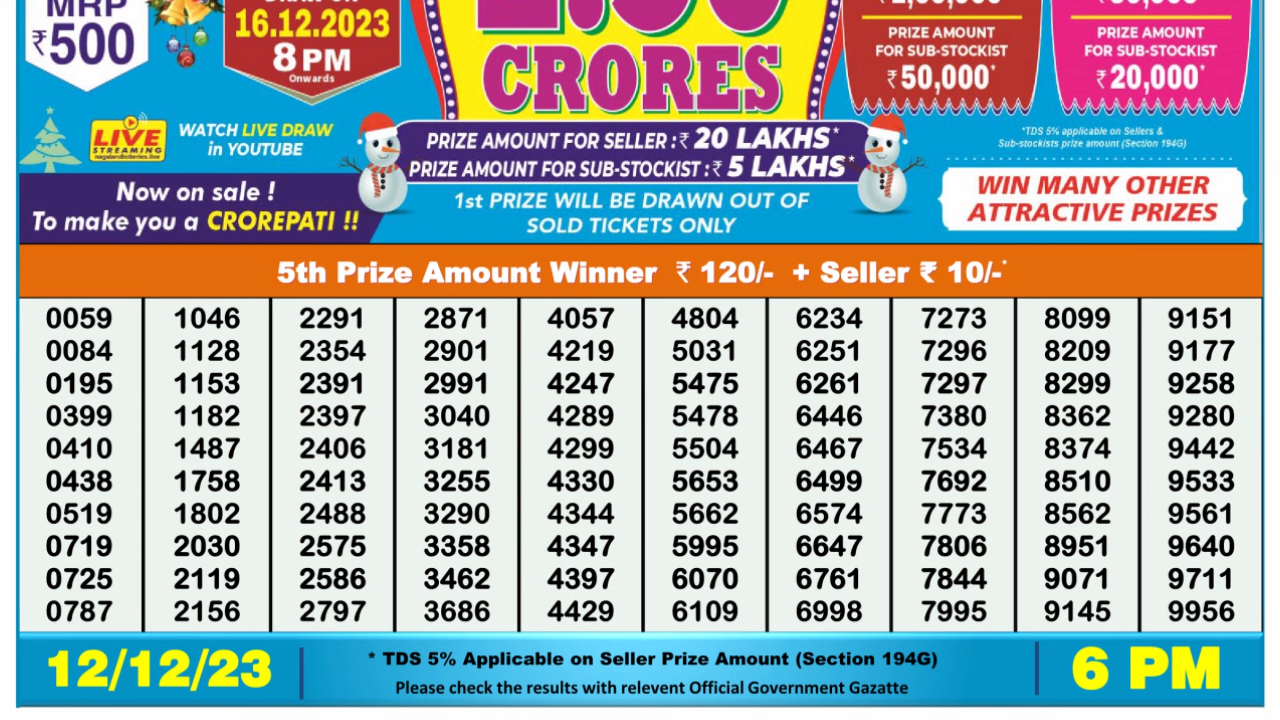 MRP
₹500
16.12.2023
8 PM
Onwards
CRORES
PRIZE AMOUNT
FOR SUB-STOCKIST
₹50,000*
PRIZE AMOUNT
FOR SUB-STOCKIST
₹20,000*
LIVE
STREAMING
nagalandlotteries.live
WATCH LIVE DRAW
in YOUTUBE
PRIZE AMOUNT FOR SELLER :₹ 20 LAKHS*
PRIZE AMOUNT FOR SUB-STOCKIST :₹ 5 LAKHS*
*TDS 5% applicable on Sellers &
Sub-stockists prize amount (Section 194G)
Now on sale !
To make you a CROREPATI !!
1st PRIZE WILL BE DRAWN OUT OF
SOLD TICKETS ONLY
WIN MANY OTHER
ATTRACTIVE PRIZES
5th Prize Amount Winner ₹ 120/- + Seller ₹ 10/-*
0059 1046 2291 2871 4057 4804 6234 7273 8099 9151
0084 1128 2354 2901 4219 5031 6251 7296 8209 9177
0195 1153 2391 2991 4247 5475 6261 7297 8299 9258
0399 1182 2397 3040 4289 5478 6446 7380 8362 9280
0410 1487 2406 3181 4299 5504 6467 7534 8374 9442
0438 1758 2413 3255 4330 5653 6499 7692 8510 9533
0519 1802 2488 3290 4344 5662 6574 7773 8562 9561
0719 2030 2575 3358 4347 5995 6647 7806 8951 9640
0725 2119 2586 3462 4397 6070 6761 7844 9071 9711
0787 2156 2797 3686 4429 6109 6998 7995 9145 9956
12/12/23
* TDS 5% Applicable on Seller Prize Amount (Section 194G)
Please check the results with relevent Official Government Gazatte
6 PM